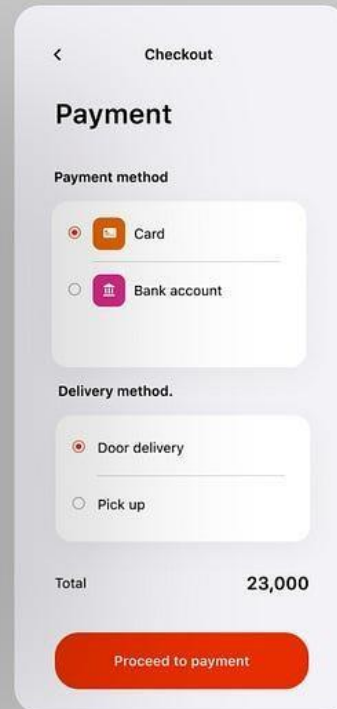 Checkout
Payment
Payment method
Card
Bank account
Delivery method.
Door delivery
Pick up
Total 23,000
Proceed to payment